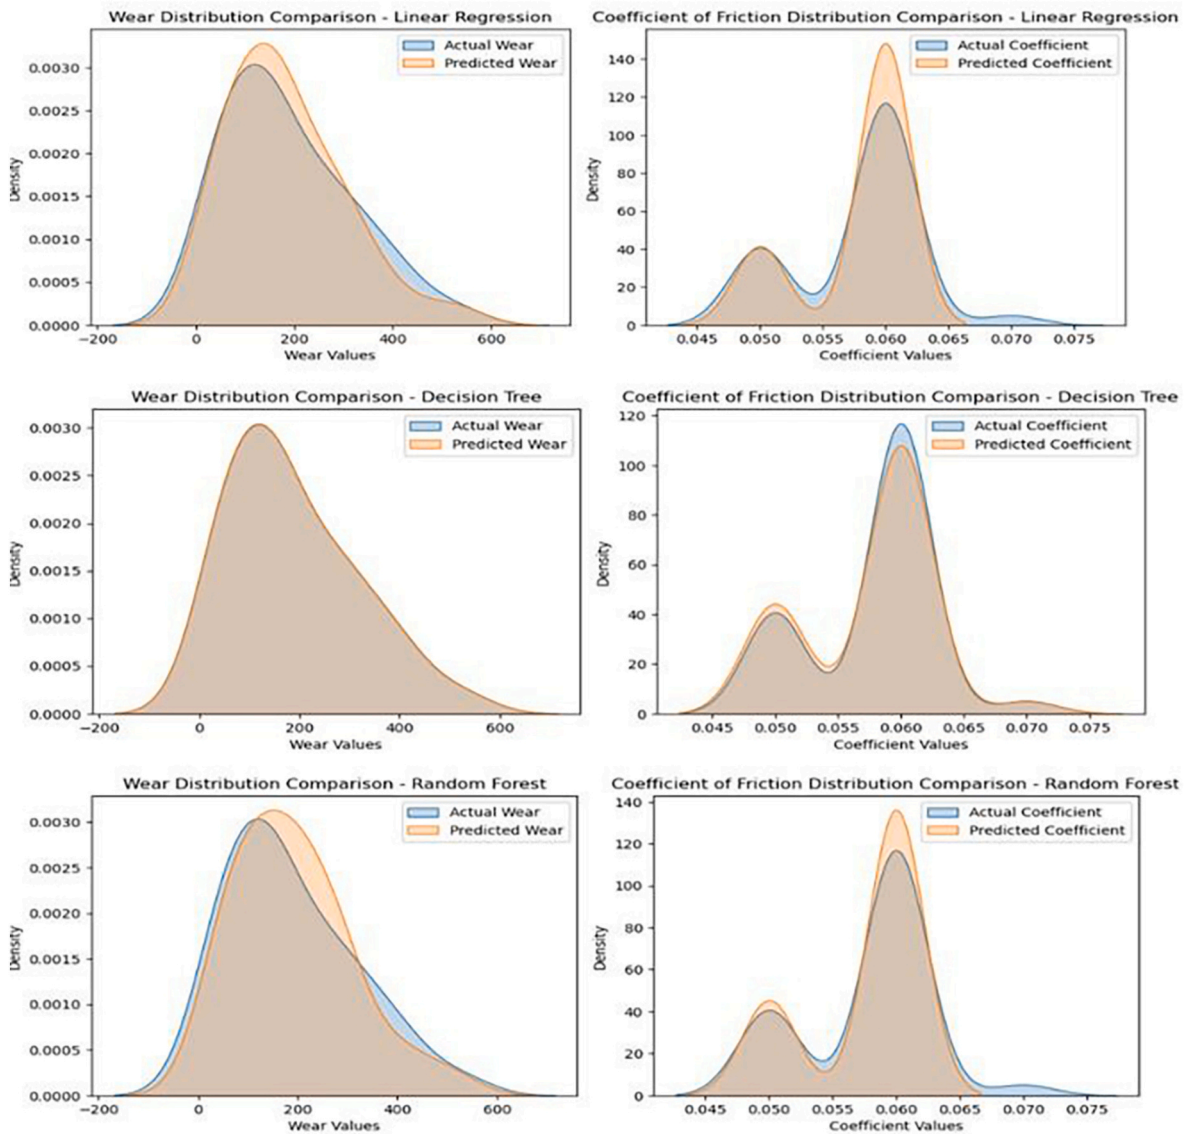 Wear Distribution Comparison - Linear Regression
Actual Wear
Predicted Wear
0.0030
0.0025
0.0020
0.0015
0.0010
0.0005
0.0000
Density
−200 0 200 400 600
Wear Values
Coefficient of Friction Distribution Comparison - Linear Regression
Actual Coefficient
Predicted Coefficient
140
120
100
80
60
40
20
0
Density
0.045 0.050 0.055 0.060 0.065 0.070 0.075
Coefficient Values
Wear Distribution Comparison - Decision Tree
Actual Wear
Predicted Wear
0.0030
0.0025
0.0020
0.0015
0.0010
0.0005
0.0000
Density
−200 0 200 400 600
Wear Values
Coefficient of Friction Distribution Comparison - Decision Tree
Actual Coefficient
Predicted Coefficient
120
100
80
60
40
20
0
Density
0.045 0.050 0.055 0.060 0.065 0.070 0.075
Coefficient Values
Wear Distribution Comparison - Random Forest
Actual Wear
Predicted Wear
0.0030
0.0025
0.0020
0.0015
0.0010
0.0005
0.0000
Density
−200 0 200 400 600
Wear Values
Coefficient of Friction Distribution Comparison - Random Forest
Actual Coefficient
Predicted Coefficient
140
120
100
80
60
40
20
0
Density
0.045 0.050 0.055 0.060 0.065 0.070 0.075
Coefficient Values